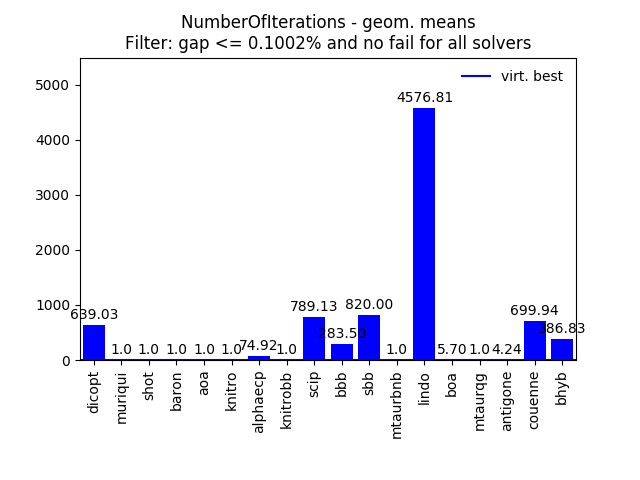 NumberOfIterations - geom. means
Filter: gap <= 0.1002% and no fail for all solvers
virt. best
5000
4000
3000
2000
1000
0
639.03
1.0
1.0
1.0
1.0
1.0
74.92
1.0
789.13
283.50
820.00
1.0
4576.81
5.70
1.0
4.24
699.94
386.83
dicopt
muriqui
shot
baron
aoa
knitro
alphaecp
knitrobb
scip
bbb
sbb
mtaurbnb
lindo
boa
mtaurqg
antigone
couenne
bhyb